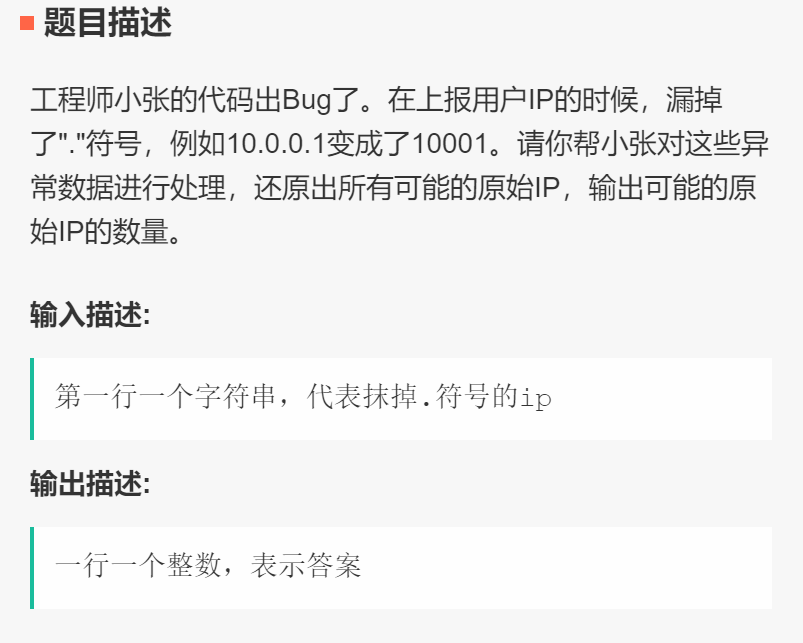 题目描述
工程师小张的代码出Bug了。在上报用户IP的时候，漏掉
了"."符号，例如10.0.0.1变成了10001。请你帮小张对这些异
常数据进行处理，还原出所有可能的原始IP，输出可能的原
始IP的数量。
输入描述:
第一行一个字符串，代表抹掉.符号的ip
输出描述:
一行一个整数，表示答案